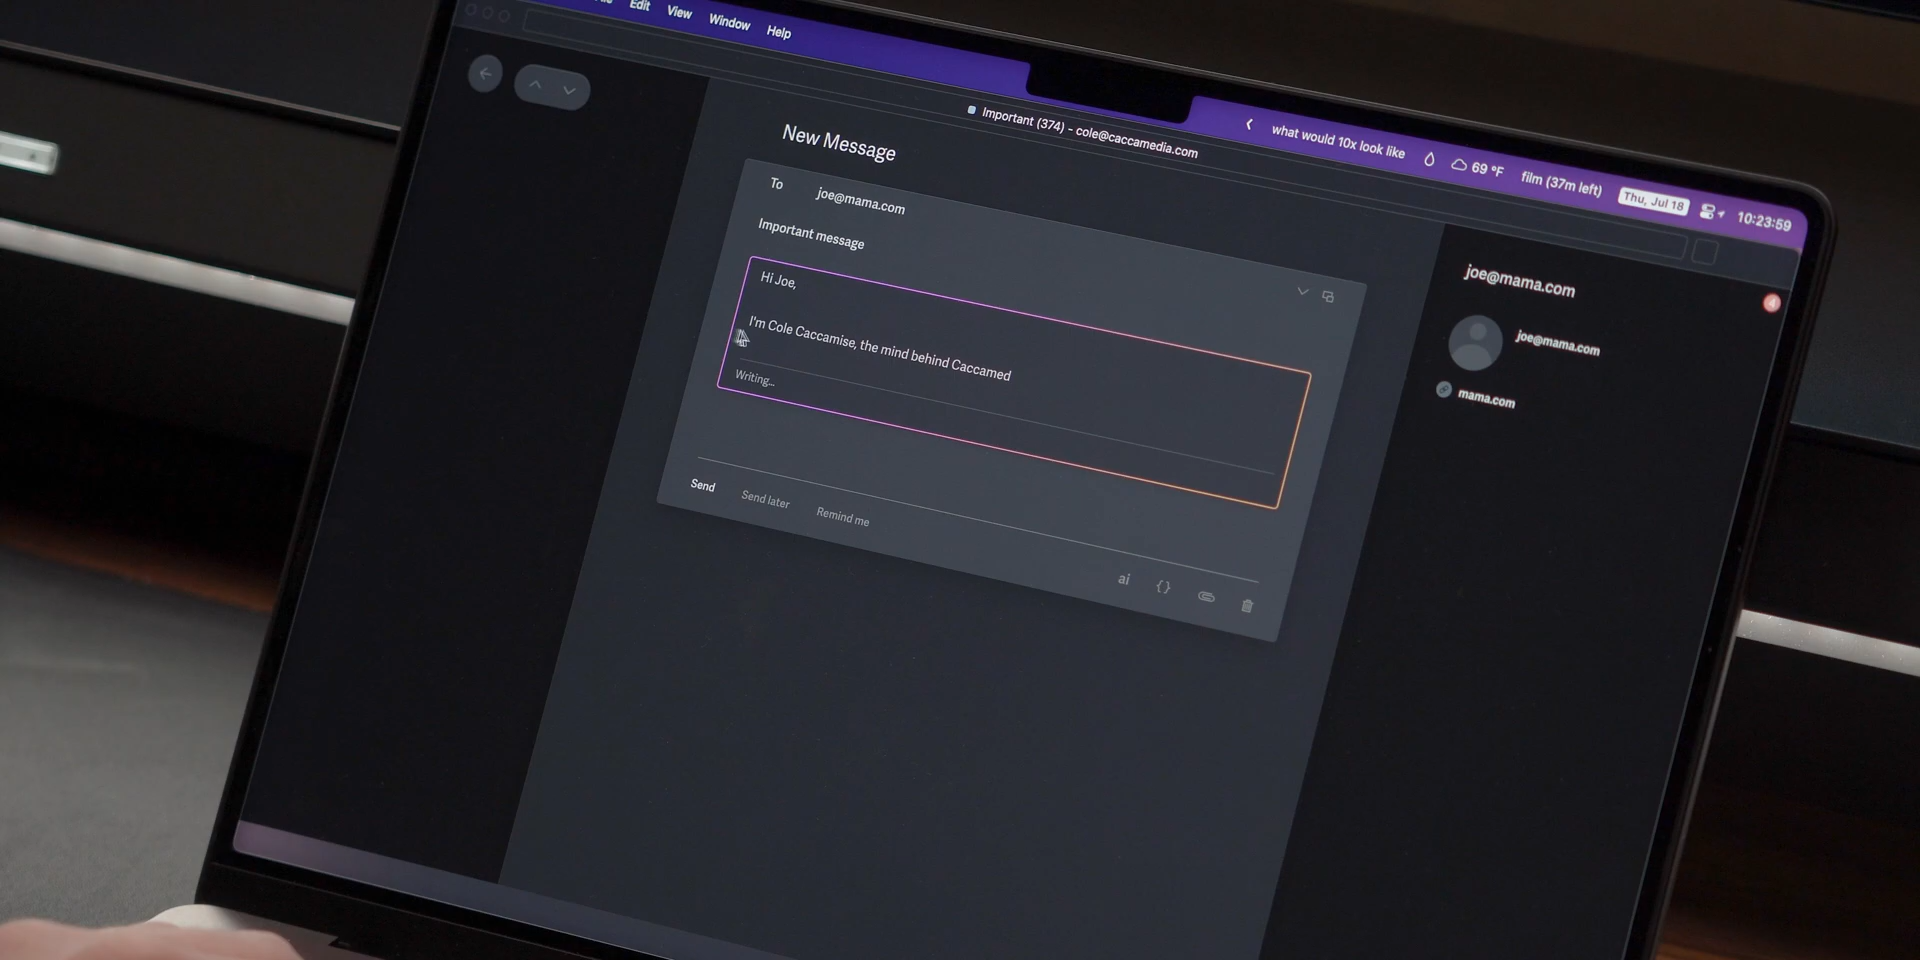 Edit View Window Help
Important (374) - cole@caccamedia.com
what would 10x look like 69 °F film (37m left) Thu, Jul 18 10:23:59
New Message
To joe@mama.com
Important message
Hi Joe,
I'm Cole Caccamise, the mind behind Caccamed
Writing...
Send Send later Remind me
ai {}
joe@mama.com
4
joe@mama.com
mama.com